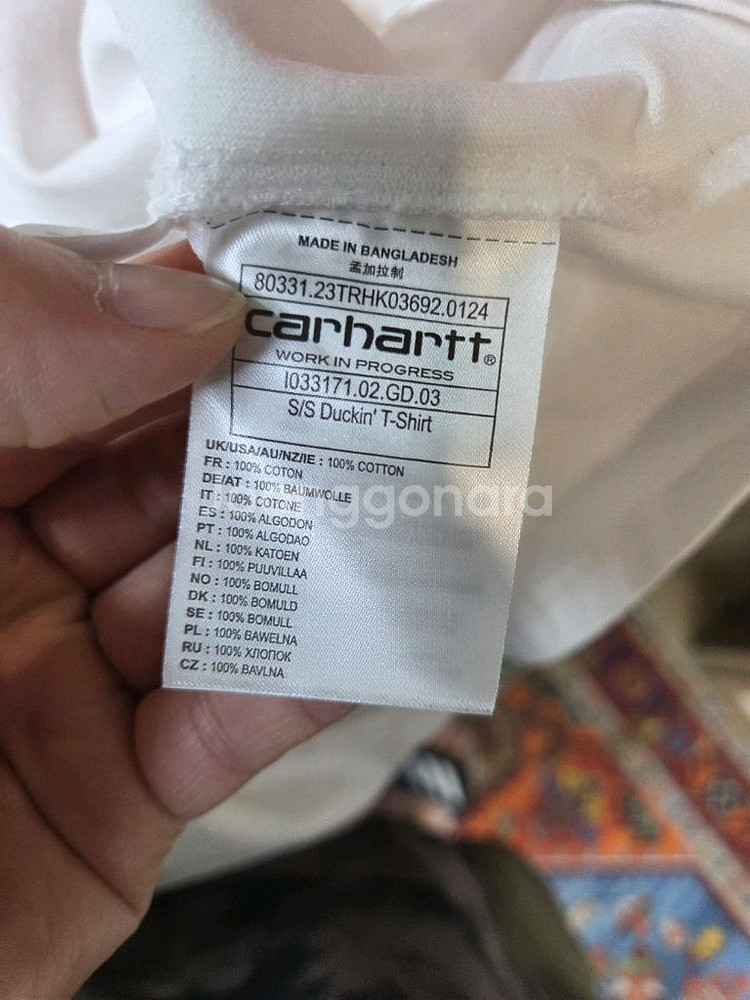 MADE IN BANGLADESH
孟加拉制
80331.23TRHK03692.0124
carhartt®
WORK IN PROGRESS
I033171.02.GD.03
S/S Duckin' T-Shirt
UK/USA/AU/NZ/IE : 100% COTTON
FR : 100% COTON
DE/AT : 100% BAUMWOLLE
IT : 100% COTONE
ES : 100% ALGODON
PT : 100% ALGODAO
NL : 100% KATOEN
FI : 100% PUUVILLAA
NO : 100% BOMULL
DK : 100% BOMULD
SE : 100% BOMULL
PL : 100% BAWEŁNA
RU : 100% ХЛОПОК
CZ : 100% BAVLNA